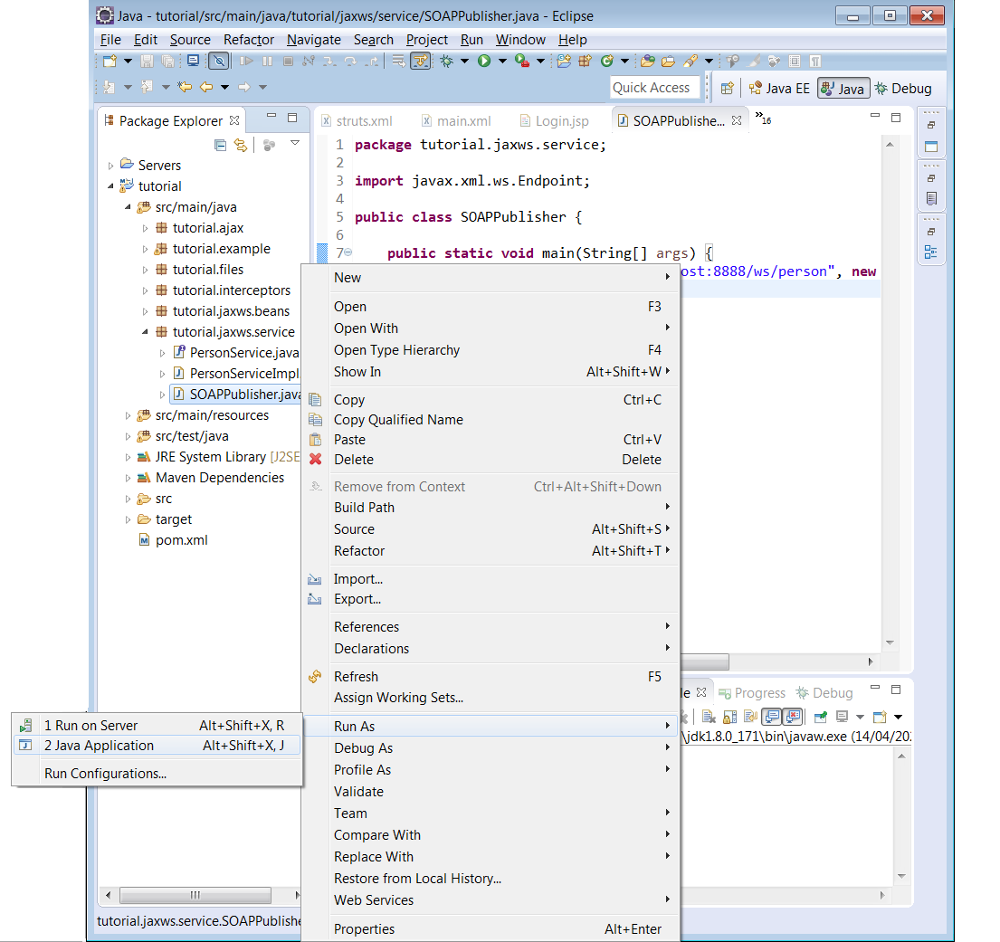 Java - tutorial/src/main/java/tutorial/jaxws/service/SOAPPublisher.java - Eclipse
File Edit Source Refactor Navigate Search Project Run Window Help
Quick Access Java EE Java Debug
Package Explorer
Servers
tutorial
src/main/java
tutorial.ajax
tutorial.example
tutorial.files
tutorial.interceptors
tutorial.jaxws.beans
tutorial.jaxws.service
PersonService.java
PersonServiceImpl
SOAPPublisher.java
src/main/resources
src/test/java
JRE System Library [J2SE
Maven Dependencies
src
target
pom.xml
struts.xml main.xml Login.jsp SOAPPublishe... »16
1 package tutorial.jaxws.service;
2
3 import javax.xml.ws.Endpoint;
4
5 public class SOAPPublisher {
6
7 public static void main(String[] args) {
ost:8888/ws/person", new
New
Open F3
Open With
Open Type Hierarchy F4
Show In Alt+Shift+W
Copy Ctrl+C
Copy Qualified Name
Paste Ctrl+V
Delete Delete
Remove from Context Ctrl+Alt+Shift+Down
Build Path
Source Alt+Shift+S
Refactor Alt+Shift+T
Import...
Export...
References
Declarations
Refresh F5
Assign Working Sets...
Run As
Debug As
Profile As
Validate
Team
Compare With
Replace With
Restore from Local History...
Web Services
Properties Alt+Enter
1 Run on Server Alt+Shift+X, R
2 Java Application Alt+Shift+X, J
Run Configurations...
le Progress Debug
\jdk1.8.0_171\bin\javaw.exe (14/04/202
tutorial.jaxws.service.SOAPPublishe